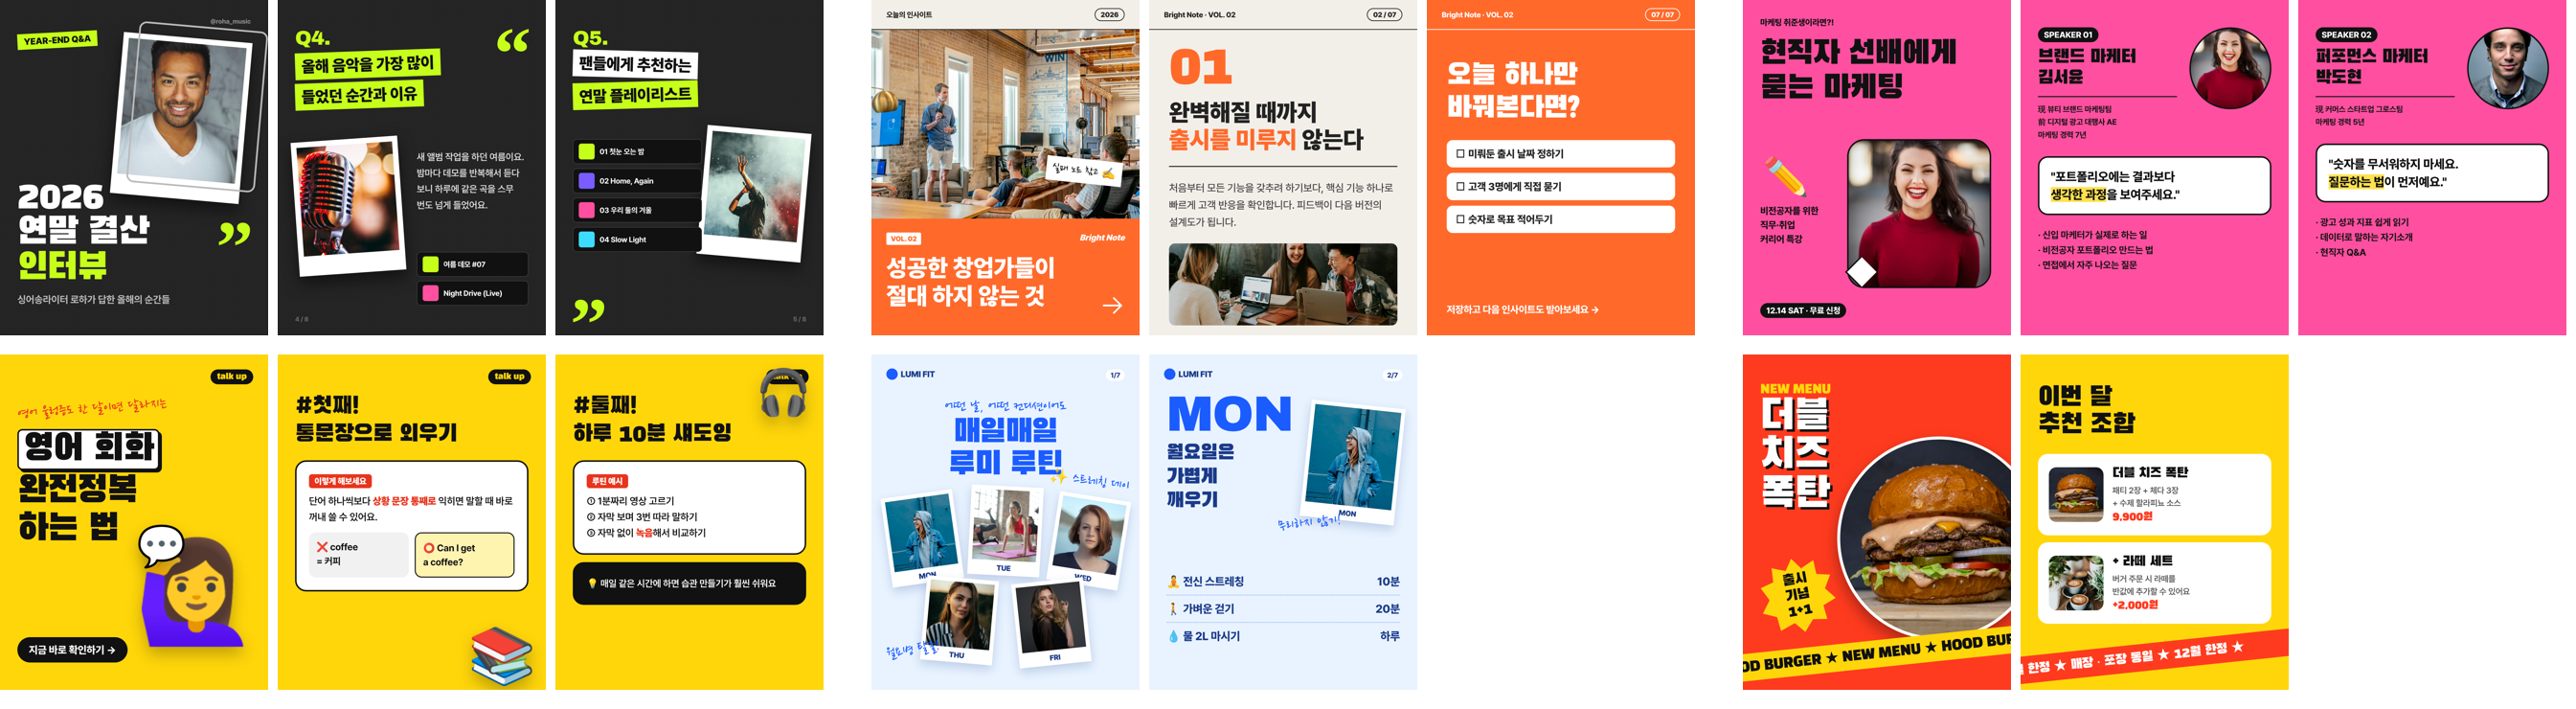 @roha_music
YEAR-END Q&A
2026
연말 결산
인터뷰
싱어송라이터 로하가 답한 올해의 순간들
Q4.
올해 음악을 가장 많이
들었던 순간과 이유
새 앨범 작업을 하던 여름이요.
밤마다 데모를 반복해서 듣다
보니 하루에 같은 곡을 스무
번도 넘게 들었어요.
여름 데모 #07
Night Drive (Live)
4 / 8
Q5.
팬들에게 추천하는
연말 플레이리스트
01 첫눈 오는 밤
02 Home, Again
03 우리 둘의 겨울
04 Slow Light
5 / 8
오늘의 인사이트
2026
WIN
실패 노트 참고 ✍️
VOL. 02
Bright Note
성공한 창업가들이
절대 하지 않는 것
Bright Note · VOL. 02
02 / 07
01
완벽해질 때까지
출시를 미루지 않는다
처음부터 모든 기능을 갖추려 하기보다, 핵심 기능 하나로
빠르게 고객 반응을 확인합니다. 피드백이 다음 버전의
설계도가 됩니다.
Bright Note · VOL. 02
07 / 07
오늘 하나만
바꿔본다면?
☐ 미뤄둔 출시 날짜 정하기
☐ 고객 3명에게 직접 묻기
☐ 숫자로 목표 적어두기
저장하고 다음 인사이트도 받아보세요 →
마케팅 취준생이라면?!
현직자 선배에게
묻는 마케팅
비전공자를 위한
직무·취업
커리어 특강
12.14 SAT · 무료 신청
SPEAKER 01
브랜드 마케터
김서윤
現 뷰티 브랜드 마케팅팀
前 디지털 광고 대행사 AE
마케팅 경력 7년
"포트폴리오에는 결과보다
생각한 과정을 보여주세요."
· 신입 마케터가 실제로 하는 일
· 비전공자 포트폴리오 만드는 법
· 면접에서 자주 나오는 질문
SPEAKER 02
퍼포먼스 마케터
박도현
現 커머스 스타트업 그로스팀
마케팅 경력 5년
"숫자를 무서워하지 마세요.
질문하는 법이 먼저예요."
· 광고 성과 지표 쉽게 읽기
· 데이터로 말하는 자기소개
· 현직자 Q&A
talk up
영어 울렁증도 한 달이면 달라지는
영어 회화
완전정복
하는 법
지금 바로 확인하기 →
talk up
#첫째!
통문장으로 외우기
이렇게 해보세요
단어 하나씩보다 상황 문장 통째로 익히면 말할 때 바로
꺼내 쓸 수 있어요.
❌ coffee
= 커피
⭕ Can I get
a coffee?
#둘째!
하루 10분 섀도잉
루틴 예시
① 1분짜리 영상 고르기
② 자막 보며 3번 따라 말하기
③ 자막 없이 녹음해서 비교하기
💡 매일 같은 시간에 하면 습관 만들기가 훨씬 쉬워요
LUMI FIT
1/7
어떤 날, 어떤 컨디션이어도
매일매일
루미 루틴
✨ 스트레칭 데이
MON
TUE
WED
THU
FRI
월요병 탈출!
LUMI FIT
2/7
MON
월요일은
가볍게
깨우기
MON
무리하지 않기!
🧘 전신 스트레칭
10분
🚶 가벼운 걷기
20분
💧 물 2L 마시기
하루
NEW MENU
더블
치즈
폭탄
출시
기념
1+1
OD BURGER ★ NEW MENU ★ HOOD BUR
이번 달
추천 조합
더블 치즈 폭탄
패티 2장 + 체다 3장
+ 수제 할라피뇨 소스
9,900원
+ 라떼 세트
버거 주문 시 라떼를
반값에 추가할 수 있어요
+2,000원
한정 ★ 매장 · 포장 동일 ★ 12월 한정 ★